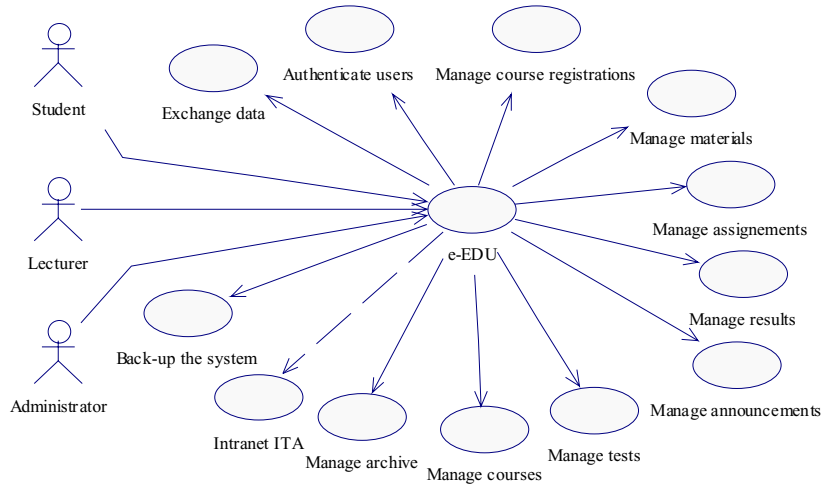 Authenticate users
Manage course registrations
Student
Exchange data
Manage materials
Manage assignements
Lecturer
e-EDU
Manage results
Back-up the system
Administrator
Manage announcements
Intranet ITA
Manage archive
Manage courses
Manage tests